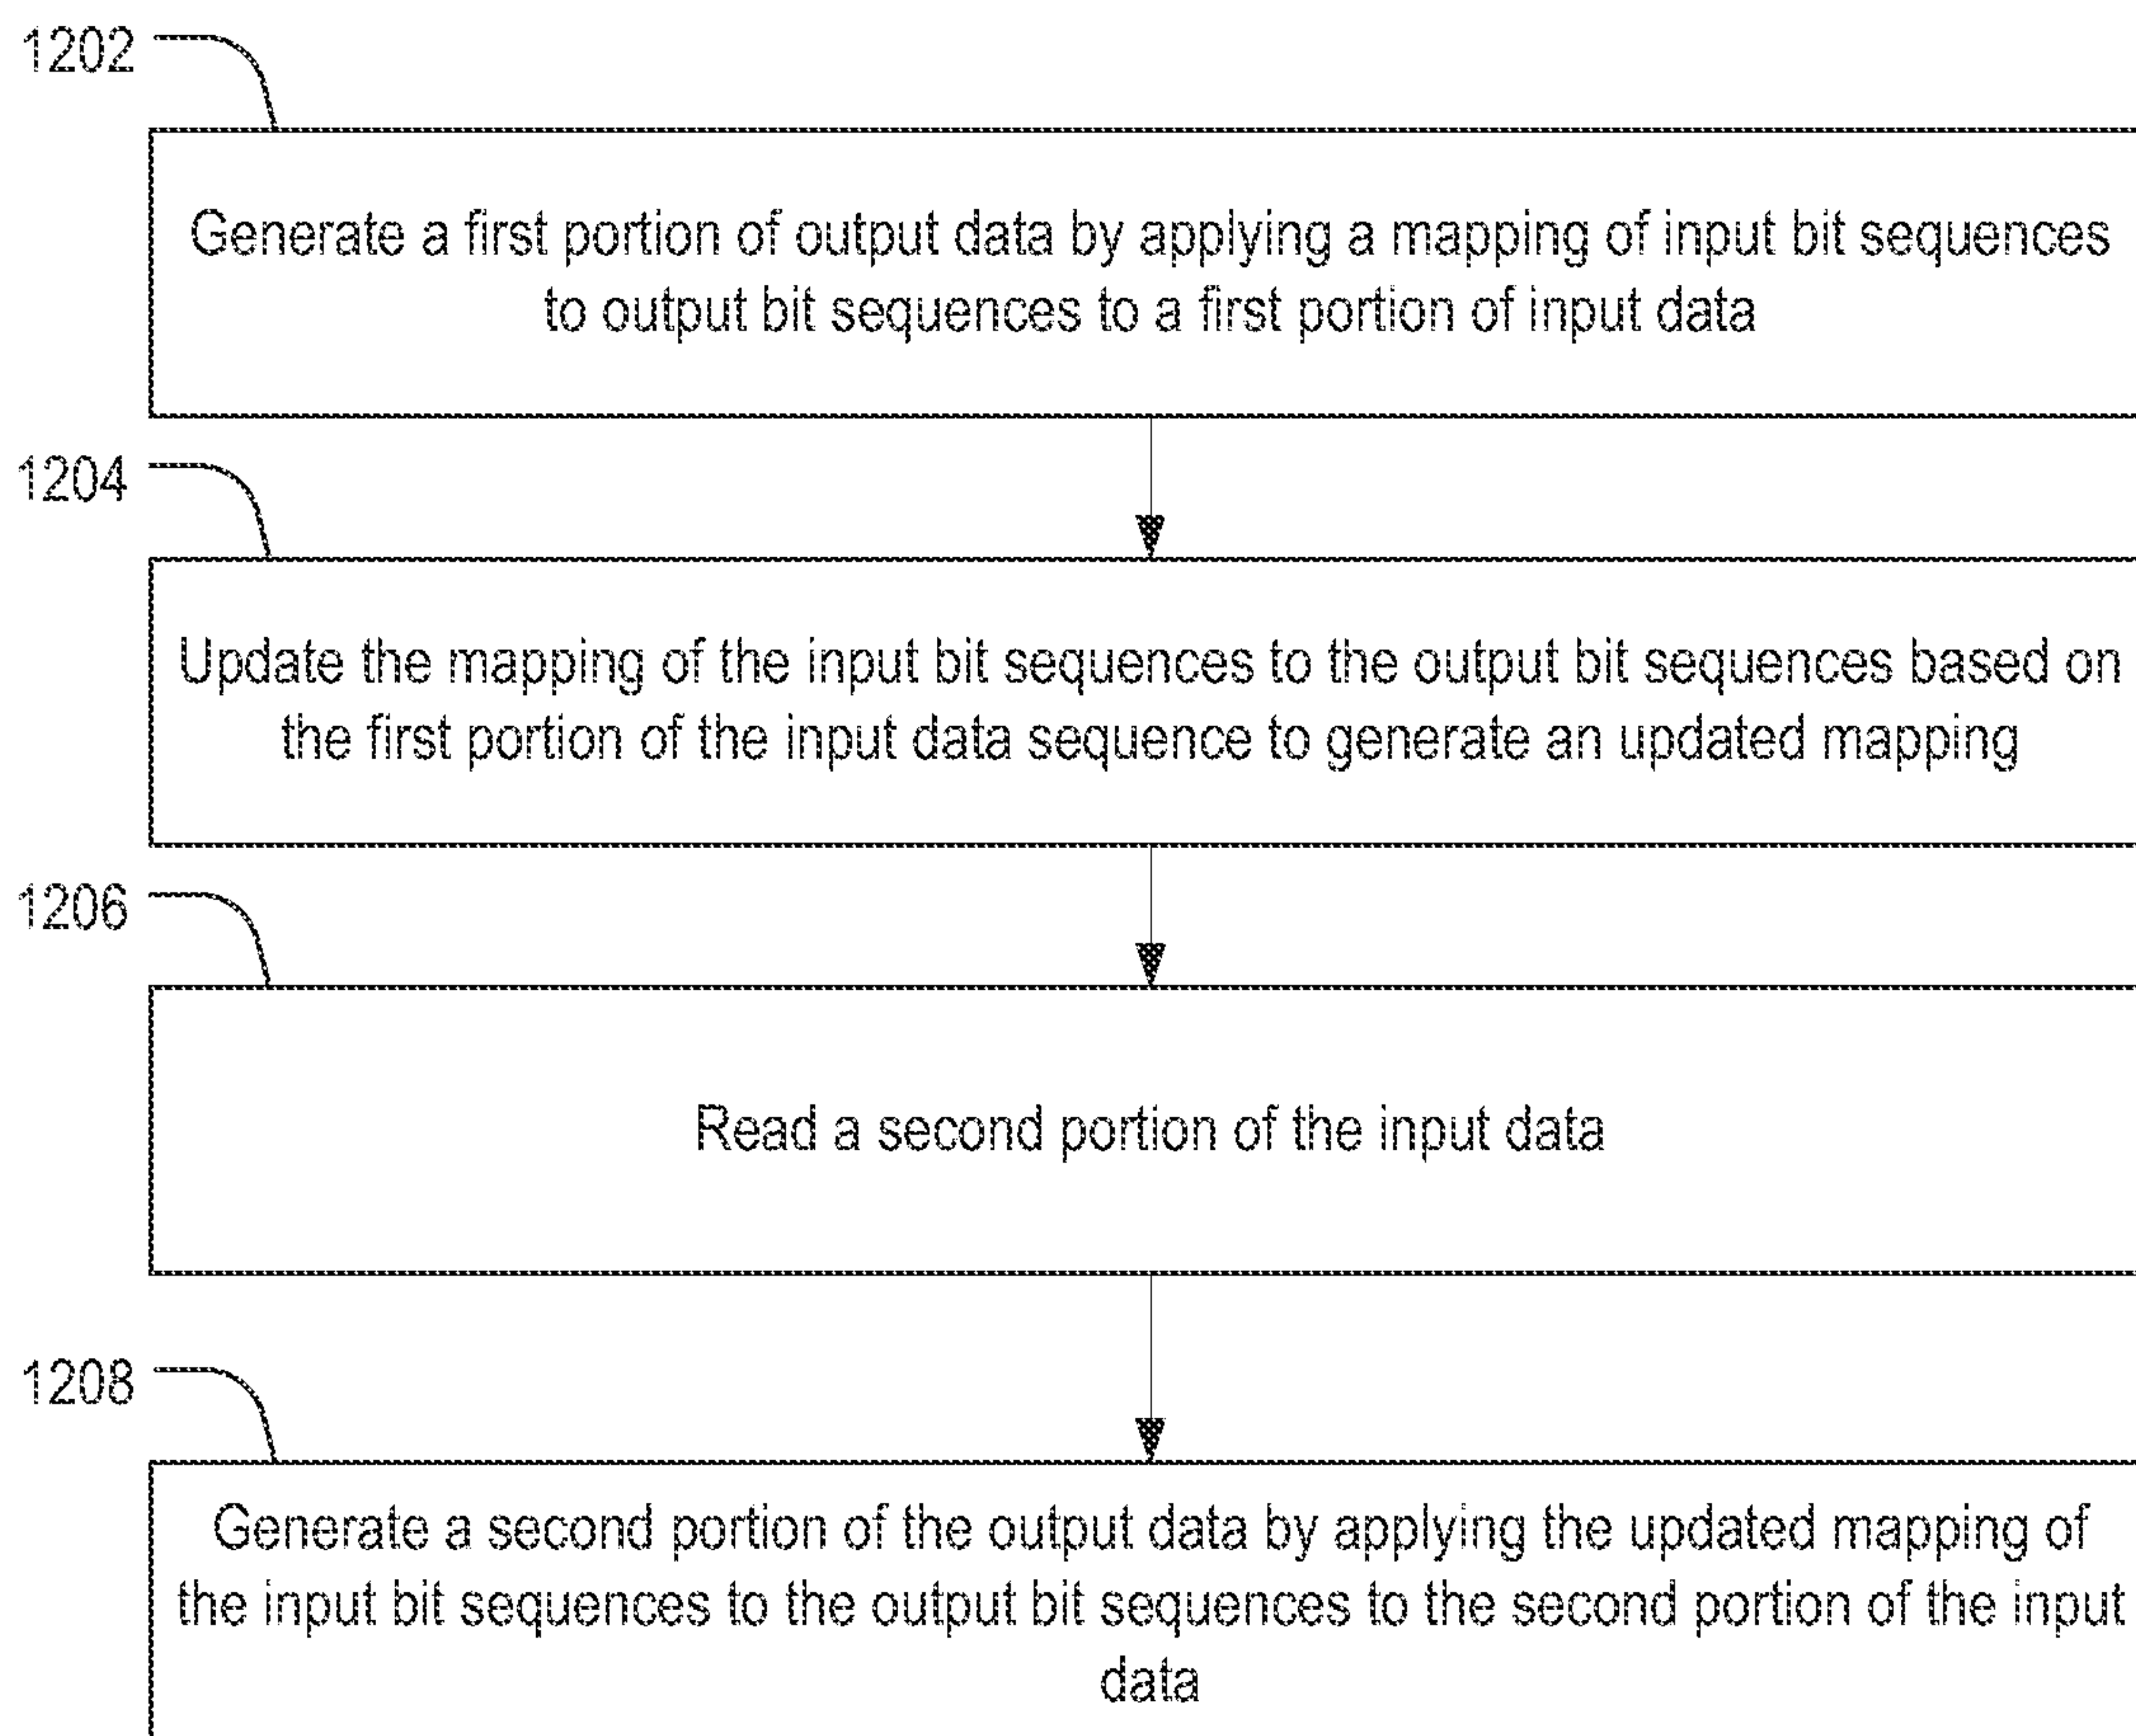 1202
Generate a first portion of output data by applying a mapping of input bit sequences
to output bit sequences to a first portion of input data
1204
Update the mapping of the input bit sequences to the output bit sequences based on
the first portion of the input data sequence to generate an updated mapping
1206
Read a second portion of the input data
1208
Generate a second portion of the output data by applying the updated mapping of
the input bit sequences to the output bit sequences to the second portion of the input
data